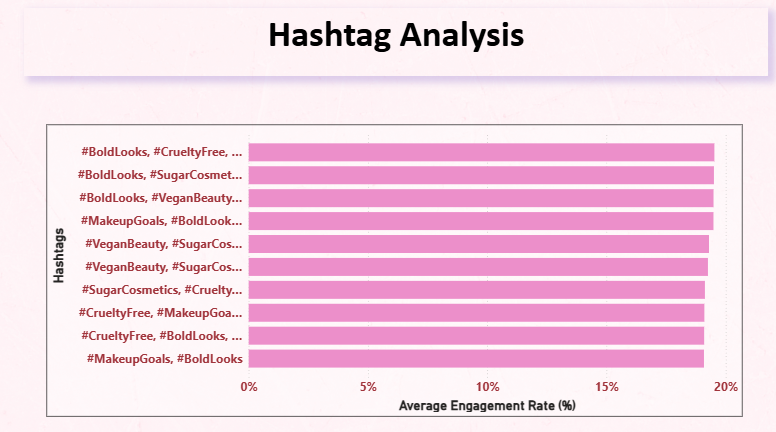 Hashtag Analysis
#BoldLooks, #CrueltyFree, ...
#BoldLooks, #SugarCosmet...
#BoldLooks, #VeganBeauty...
#MakeupGoals, #BoldLook...
#VeganBeauty, #SugarCos...
#VeganBeauty, #SugarCos...
#SugarCosmetics, #Cruelty...
#CrueltyFree, #MakeupGoa...
#CrueltyFree, #BoldLooks, ...
#MakeupGoals, #BoldLooks
Hashtags
0% 5% 10% 15% 20%
Average Engagement Rate (%)